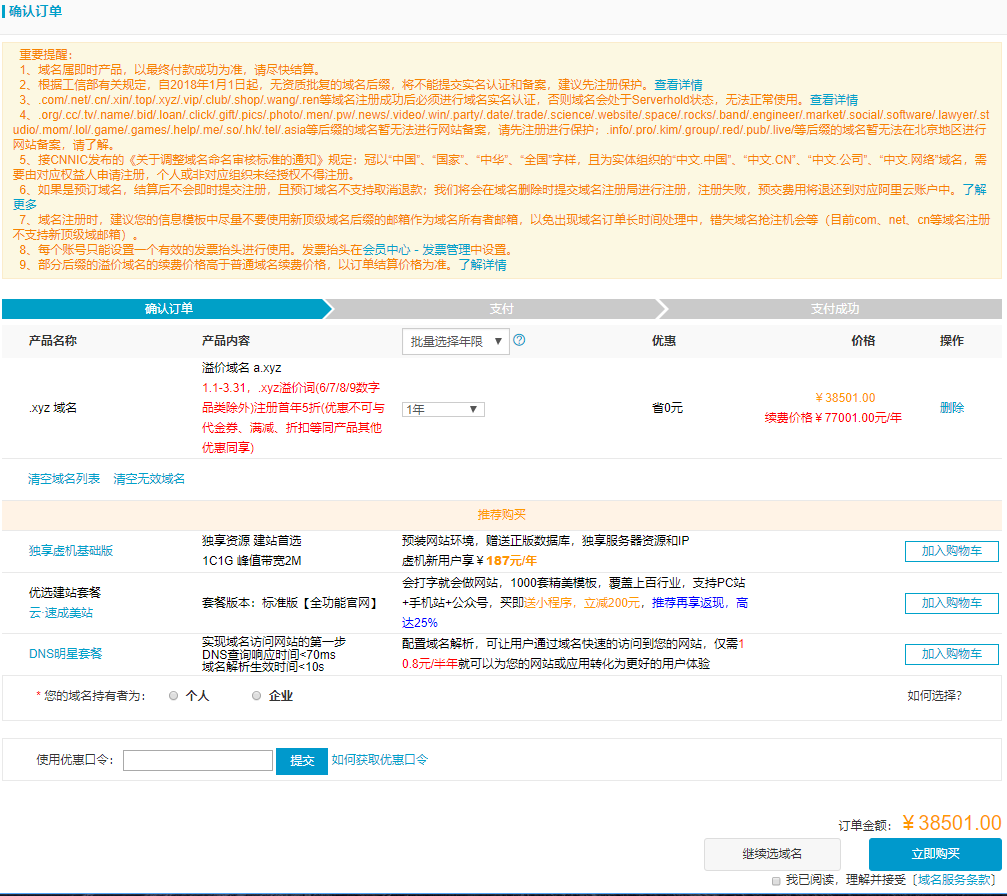 确认订单
重要提醒：
1、域名属即时产品，以最终付款成功为准，请尽快结算。
2、根据工信部有关规定，自2018年1月1日起，无资质批复的域名后缀，将不能提交实名认证和备案，建议先注册保护。查看详情
3、.com/.net/.cn/.xin/.top/.xyz/.vip/.club/.shop/.wang/.ren等域名注册成功后必须进行域名实名认证，否则域名会处于Serverhold状态，无法正常使用。查看详情
4、.org/.cc/.tv/.name/.bid/.loan/.click/.gift/.pics/.photo/.men/.pw/.news/.video/.win/.party/.date/.trade/.science/.website/.space/.rocks/.band/.engineer/.market/.social/.software/.lawyer/.st
udio/.mom/.lol/.game/.games/.help/.me/.so/.hk/.tel/.asia等后缀的域名暂无法进行网站备案，请先注册进行保护；.info/.pro/.kim/.group/.red/.pub/.live/等后缀的域名暂无法在北京地区进行
网站备案，请了解。
5、接CNNIC发布的《关于调整域名命名审核标准的通知》规定：冠以“中国”、“国家”、“中华”、“全国”字样，且为实体组织的“中文.中国”、“中文.CN”、“中文.公司”、“中文.网络”域名，需
要由对应权益人申请注册，个人或非对应组织未经授权不得注册。
6、如果是预订域名，结算后不会即时提交注册，且预订域名不支持取消退款；我们将会在域名删除时提交域名注册局进行注册，注册失败，预交费用将退还到对应阿里云账户中。了解
更多
7、域名注册时，建议您的信息模板中尽量不要使用新顶级域名后缀的邮箱作为域名所有者邮箱，以免出现域名订单长时间处理中，错失域名抢注机会等（目前com、net、cn等域名注册
不支持新顶级域邮箱）。
8、每个账号只能设置一个有效的发票抬头进行使用。发票抬头在会员中心 - 发票管理中设置。
9、部分后缀的溢价域名的续费价格高于普通域名续费价格，以订单结算价格为准。了解详情
确认订单 支付 支付成功
产品名称 产品内容 批量选择年限 ▼ ? 优惠 价格 操作
溢价域名 a.xyz
1.1-3.31，.xyz溢价词(6/7/8/9数字
品类除外)注册首年5折(优惠不可与
代金券、满减、折扣等同产品其他
优惠同享)
.xyz 域名 1年 ▼ 省0元 ￥38501.00 删除
续费价格￥77001.00元/年
清空域名列表 清空无效域名
推荐购买
独享虚机基础版 独享资源 建站首选 预装网站环境，赠送正版数据库，独享服务器资源和IP 加入购物车
1C1G 峰值带宽2M 虚机新用户享￥187元/年
优选建站套餐 会打字就会做网站，1000套精美模板，覆盖上百行业，支持PC站
云·速成美站 套餐版本：标准版【全功能官网】 +手机站+公众号，买即送小程序，立减200元，推荐再享返现，高 加入购物车
达25%
DNS明星套餐 实现域名访问网站的第一步 配置域名解析，可让用户通过域名快速的访问到您的网站，仅需1 加入购物车
DNS查询响应时间<70ms 0.8元/半年就可以为您的网站或应用转化为更好的用户体验
域名解析生效时间<10s
* 您的域名持有者为： 个人 企业 如何选择?
使用优惠口令： 提交 如何获取优惠口令
订单金额：￥38501.00
继续选域名 立即购买
我已阅读，理解并接受［域名服务条款］